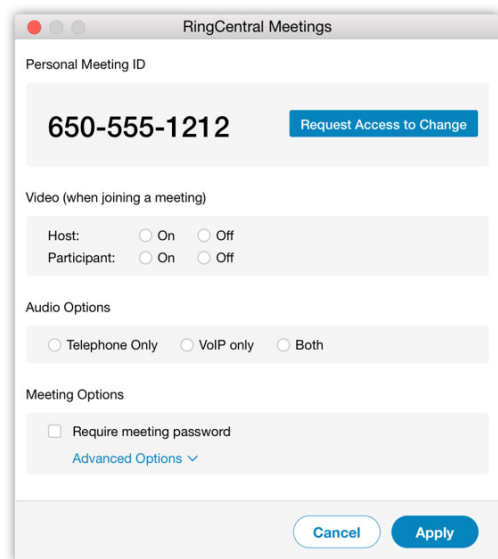 RingCentral Meetings
Personal Meeting ID
650-555-1212
Request Access to Change
Video (when joining a meeting)
Host: On Off
Participant: On Off
Audio Options
Telephone Only VoIP only Both
Meeting Options
Require meeting password
Advanced Options
Cancel Apply